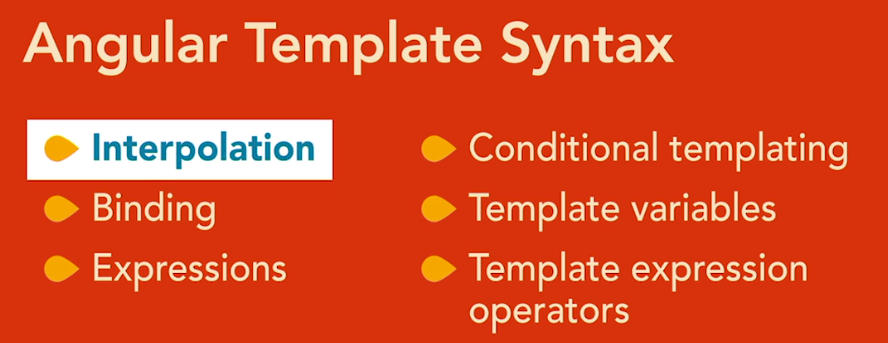 Angular Template Syntax
Interpolation
Binding
Expressions
Conditional templating
Template variables
Template expression
operators